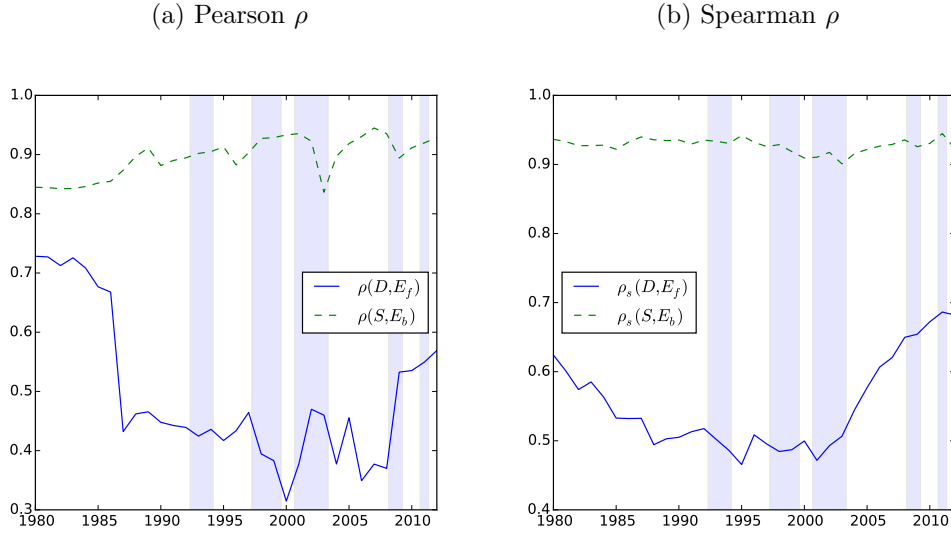 (a) Pearson ρ
(b) Spearman ρ
1.0
0.9
0.8
0.7
0.6
0.5
0.4
0.3
1980 1985 1990 1995 2000 2005 2010
ρ(D,E_f)
ρ(S,E_b)
1.0
0.9
0.8
0.7
0.6
0.5
0.4
1980 1985 1990 1995 2000 2005 2010
ρ_s(D,E_f)
ρ_s(S,E_b)